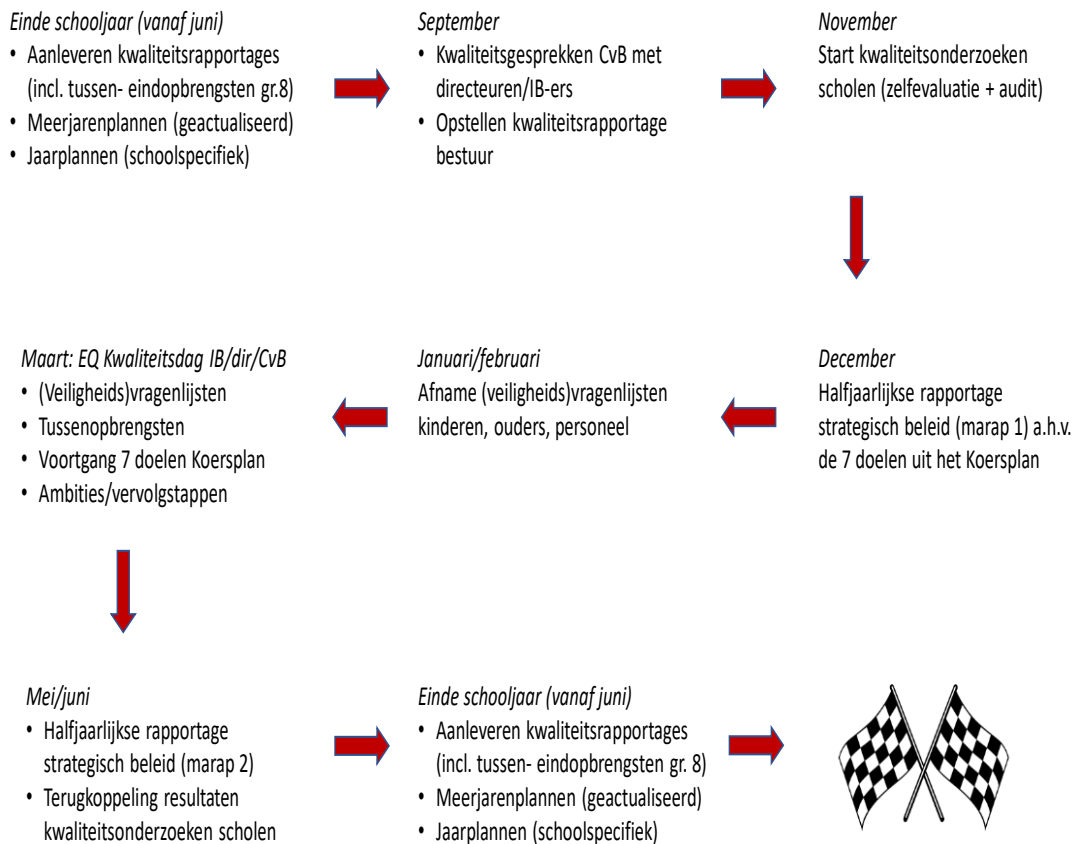 Einde schooljaar (vanaf juni)
• Aanleveren kwaliteitsrapportages
(incl. tussen- eindopbrengsten gr.8)
• Meerjarenplannen (geactualiseerd)
• Jaarplannen (schoolspecifiek)
September
• Kwaliteitsgesprekken CvB met
directeuren/IB-ers
• Opstellen kwaliteitsrapportage
bestuur
November
Start kwaliteitsonderzoeken
scholen (zelfevaluatie + audit)
December
Halfjaarlijkse rapportage
strategisch beleid (marap 1) a.h.v.
de 7 doelen uit het Koersplan
Januari/februari
Afname (veiligheids)vragenlijsten
kinderen, ouders, personeel
Maart: EQ Kwaliteitsdag IB/dir/CvB
• (Veiligheids)vragenlijsten
• Tussenopbrengsten
• Voortgang 7 doelen Koersplan
• Ambities/vervolgstappen
Mei/juni
• Halfjaarlijkse rapportage
strategisch beleid (marap 2)
• Terugkoppeling resultaten
kwaliteitsonderzoeken scholen
Einde schooljaar (vanaf juni)
• Aanleveren kwaliteitsrapportages
(incl. tussen- eindopbrengsten gr. 8)
• Meerjarenplannen (geactualiseerd)
• Jaarplannen (schoolspecifiek)